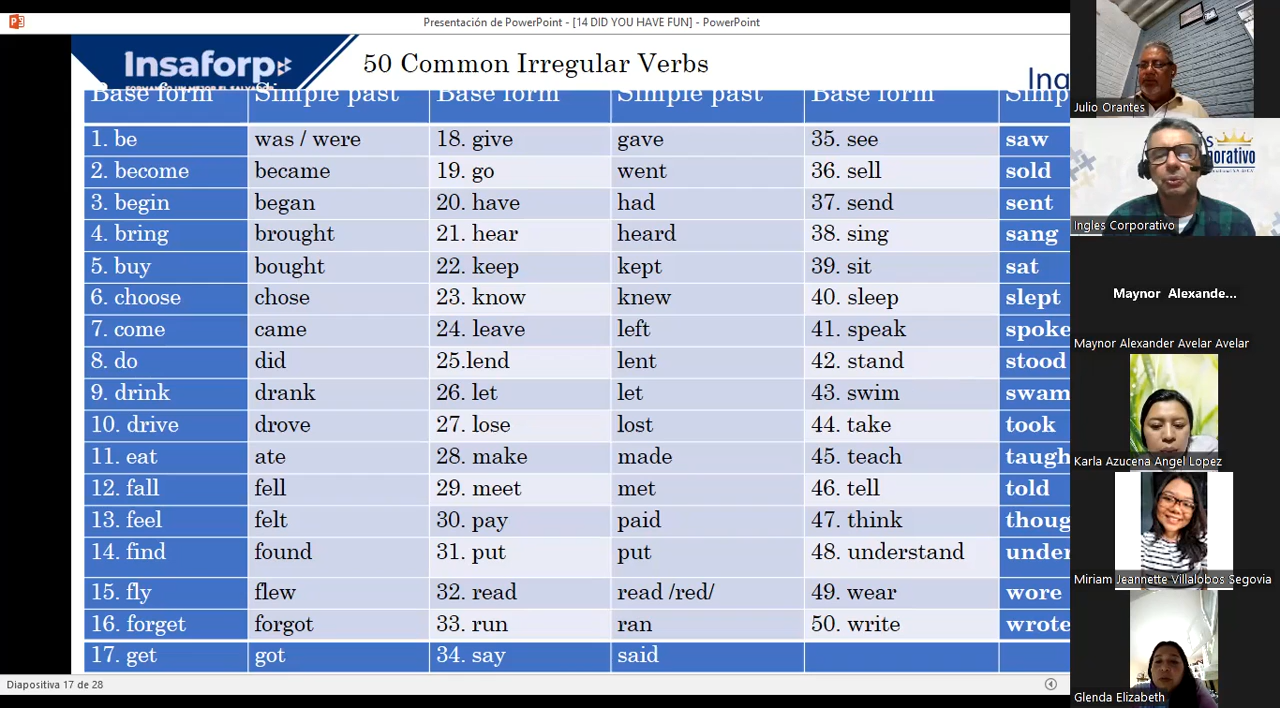 Presentación de PowerPoint - [14 DID YOU HAVE FUN] - PowerPoint
Insaforp
50 Common Irregular Verbs
Ing
Base form Simple past Base form Simple past Base form Simp
1. be was / were 18. give gave 35. see saw
2. become became 19. go went 36. sell sold
3. begin began 20. have had 37. send sent
4. bring brought 21. hear heard 38. sing sang
5. buy bought 22. keep kept 39. sit sat
6. choose chose 23. know knew 40. sleep slept
7. come came 24. leave left 41. speak spoke
8. do did 25.lend lent 42. stand stood
9. drink drank 26. let let 43. swim swam
10. drive drove 27. lose lost 44. take took
11. eat ate 28. make made 45. teach taugh
12. fall fell 29. meet met 46. tell told
13. feel felt 30. pay paid 47. think thoug
14. find found 31. put put 48. understand under
15. fly flew 32. read read /red/ 49. wear wore
16. forget forgot 33. run ran 50. write wrote
17. get got 34. say said
Diapositiva 17 de 28
Julio Orantes
porativo
Ingles Corporativo
Maynor Alexande...
Maynor Alexander Avelar Avelar
Karla Azucena Angel Lopez
Miriam Jeannette Villalobos Segovia
Glenda Elizabeth